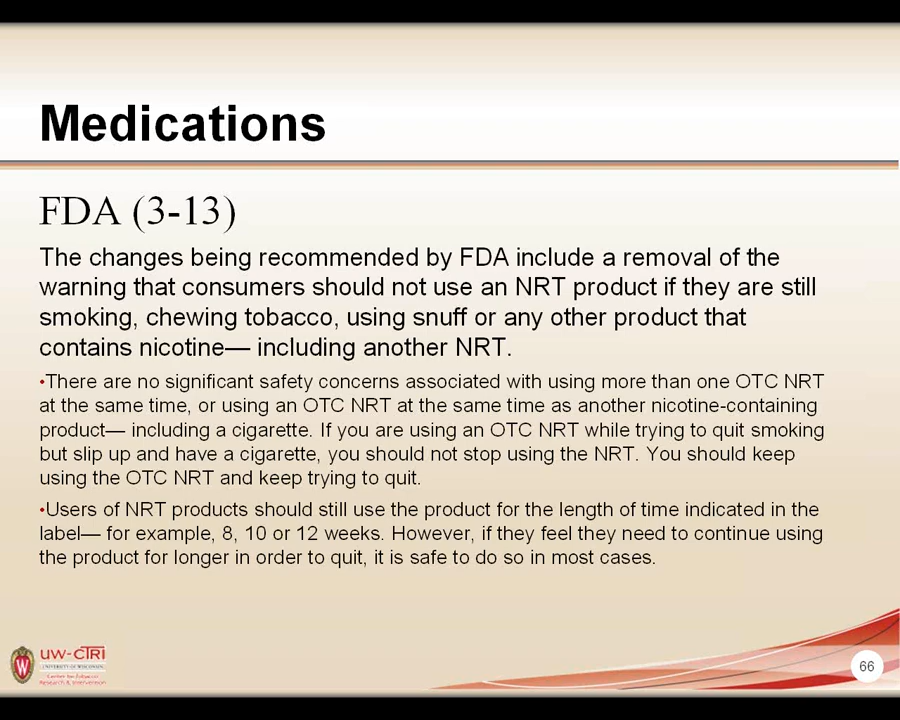 Medications
FDA (3-13)
The changes being recommended by FDA include a removal of the
warning that consumers should not use an NRT product if they are still
smoking, chewing tobacco, using snuff or any other product that
contains nicotine— including another NRT.
•There are no significant safety concerns associated with using more than one OTC NRT
at the same time, or using an OTC NRT at the same time as another nicotine-containing
product— including a cigarette. If you are using an OTC NRT while trying to quit smoking
but slip up and have a cigarette, you should not stop using the NRT. You should keep
using the OTC NRT and keep trying to quit.
•Users of NRT products should still use the product for the length of time indicated in the
label— for example, 8, 10 or 12 weeks. However, if they feel they need to continue using
the product for longer in order to quit, it is safe to do so in most cases.
W
UW-CTRI
UNIVERSITY OF WISCONSIN
Center for Tobacco
Research & Intervention
66